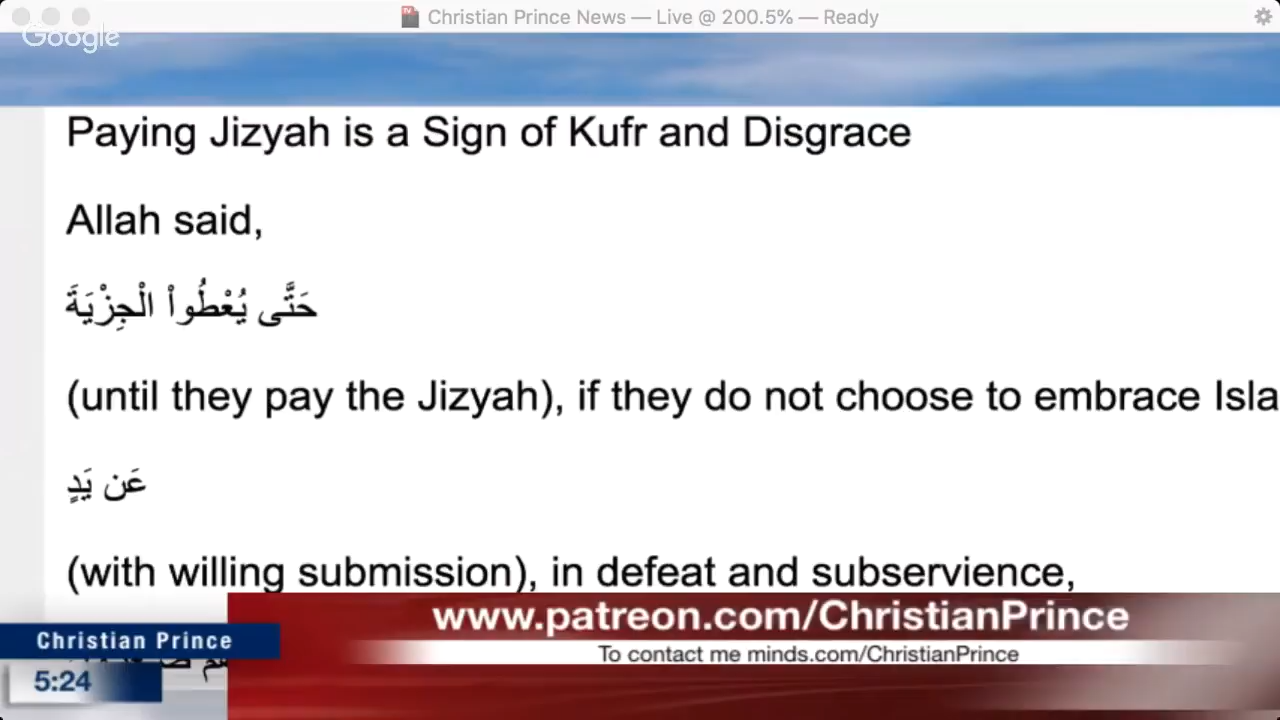 Christian Prince News — Live @ 200.5% — Ready
Google
Paying Jizyah is a Sign of Kufr and Disgrace
Allah said,
حَتَّى يُعْطُواْ الْجِزْيَةَ
(until they pay the Jizyah), if they do not choose to embrace Isla
عَن يَدٍ
(with willing submission), in defeat and subservience,
www.patreon.com/ChristianPrince
Christian Prince
To contact me minds.com/ChristianPrince
5:24